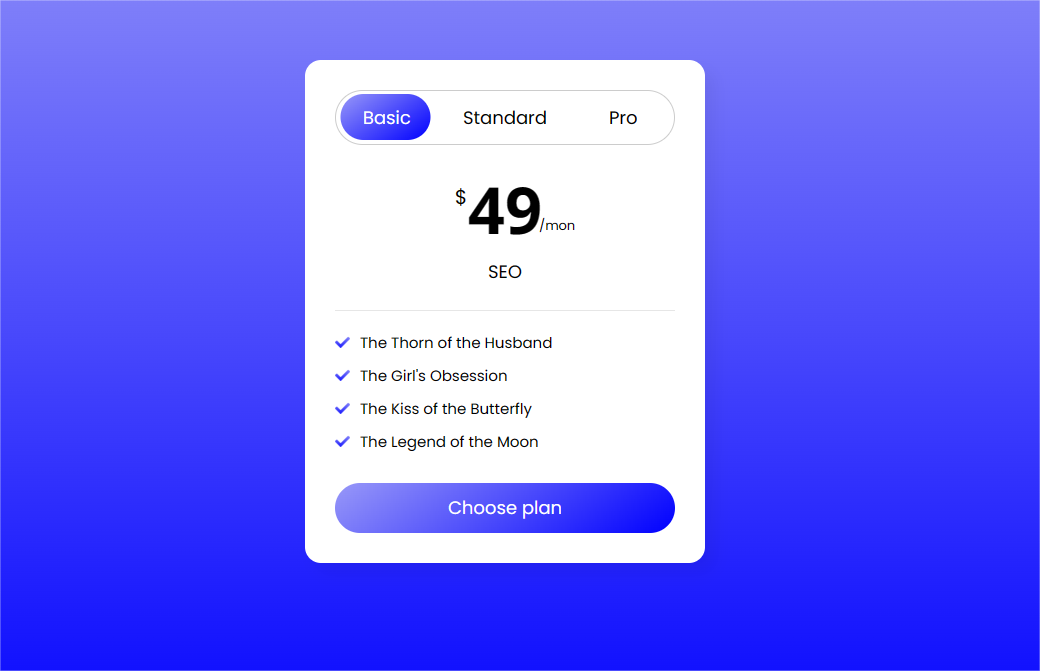 Basic Standard Pro
$49/mon
SEO
The Thorn of the Husband
The Girl's Obsession
The Kiss of the Butterfly
The Legend of the Moon
Choose plan